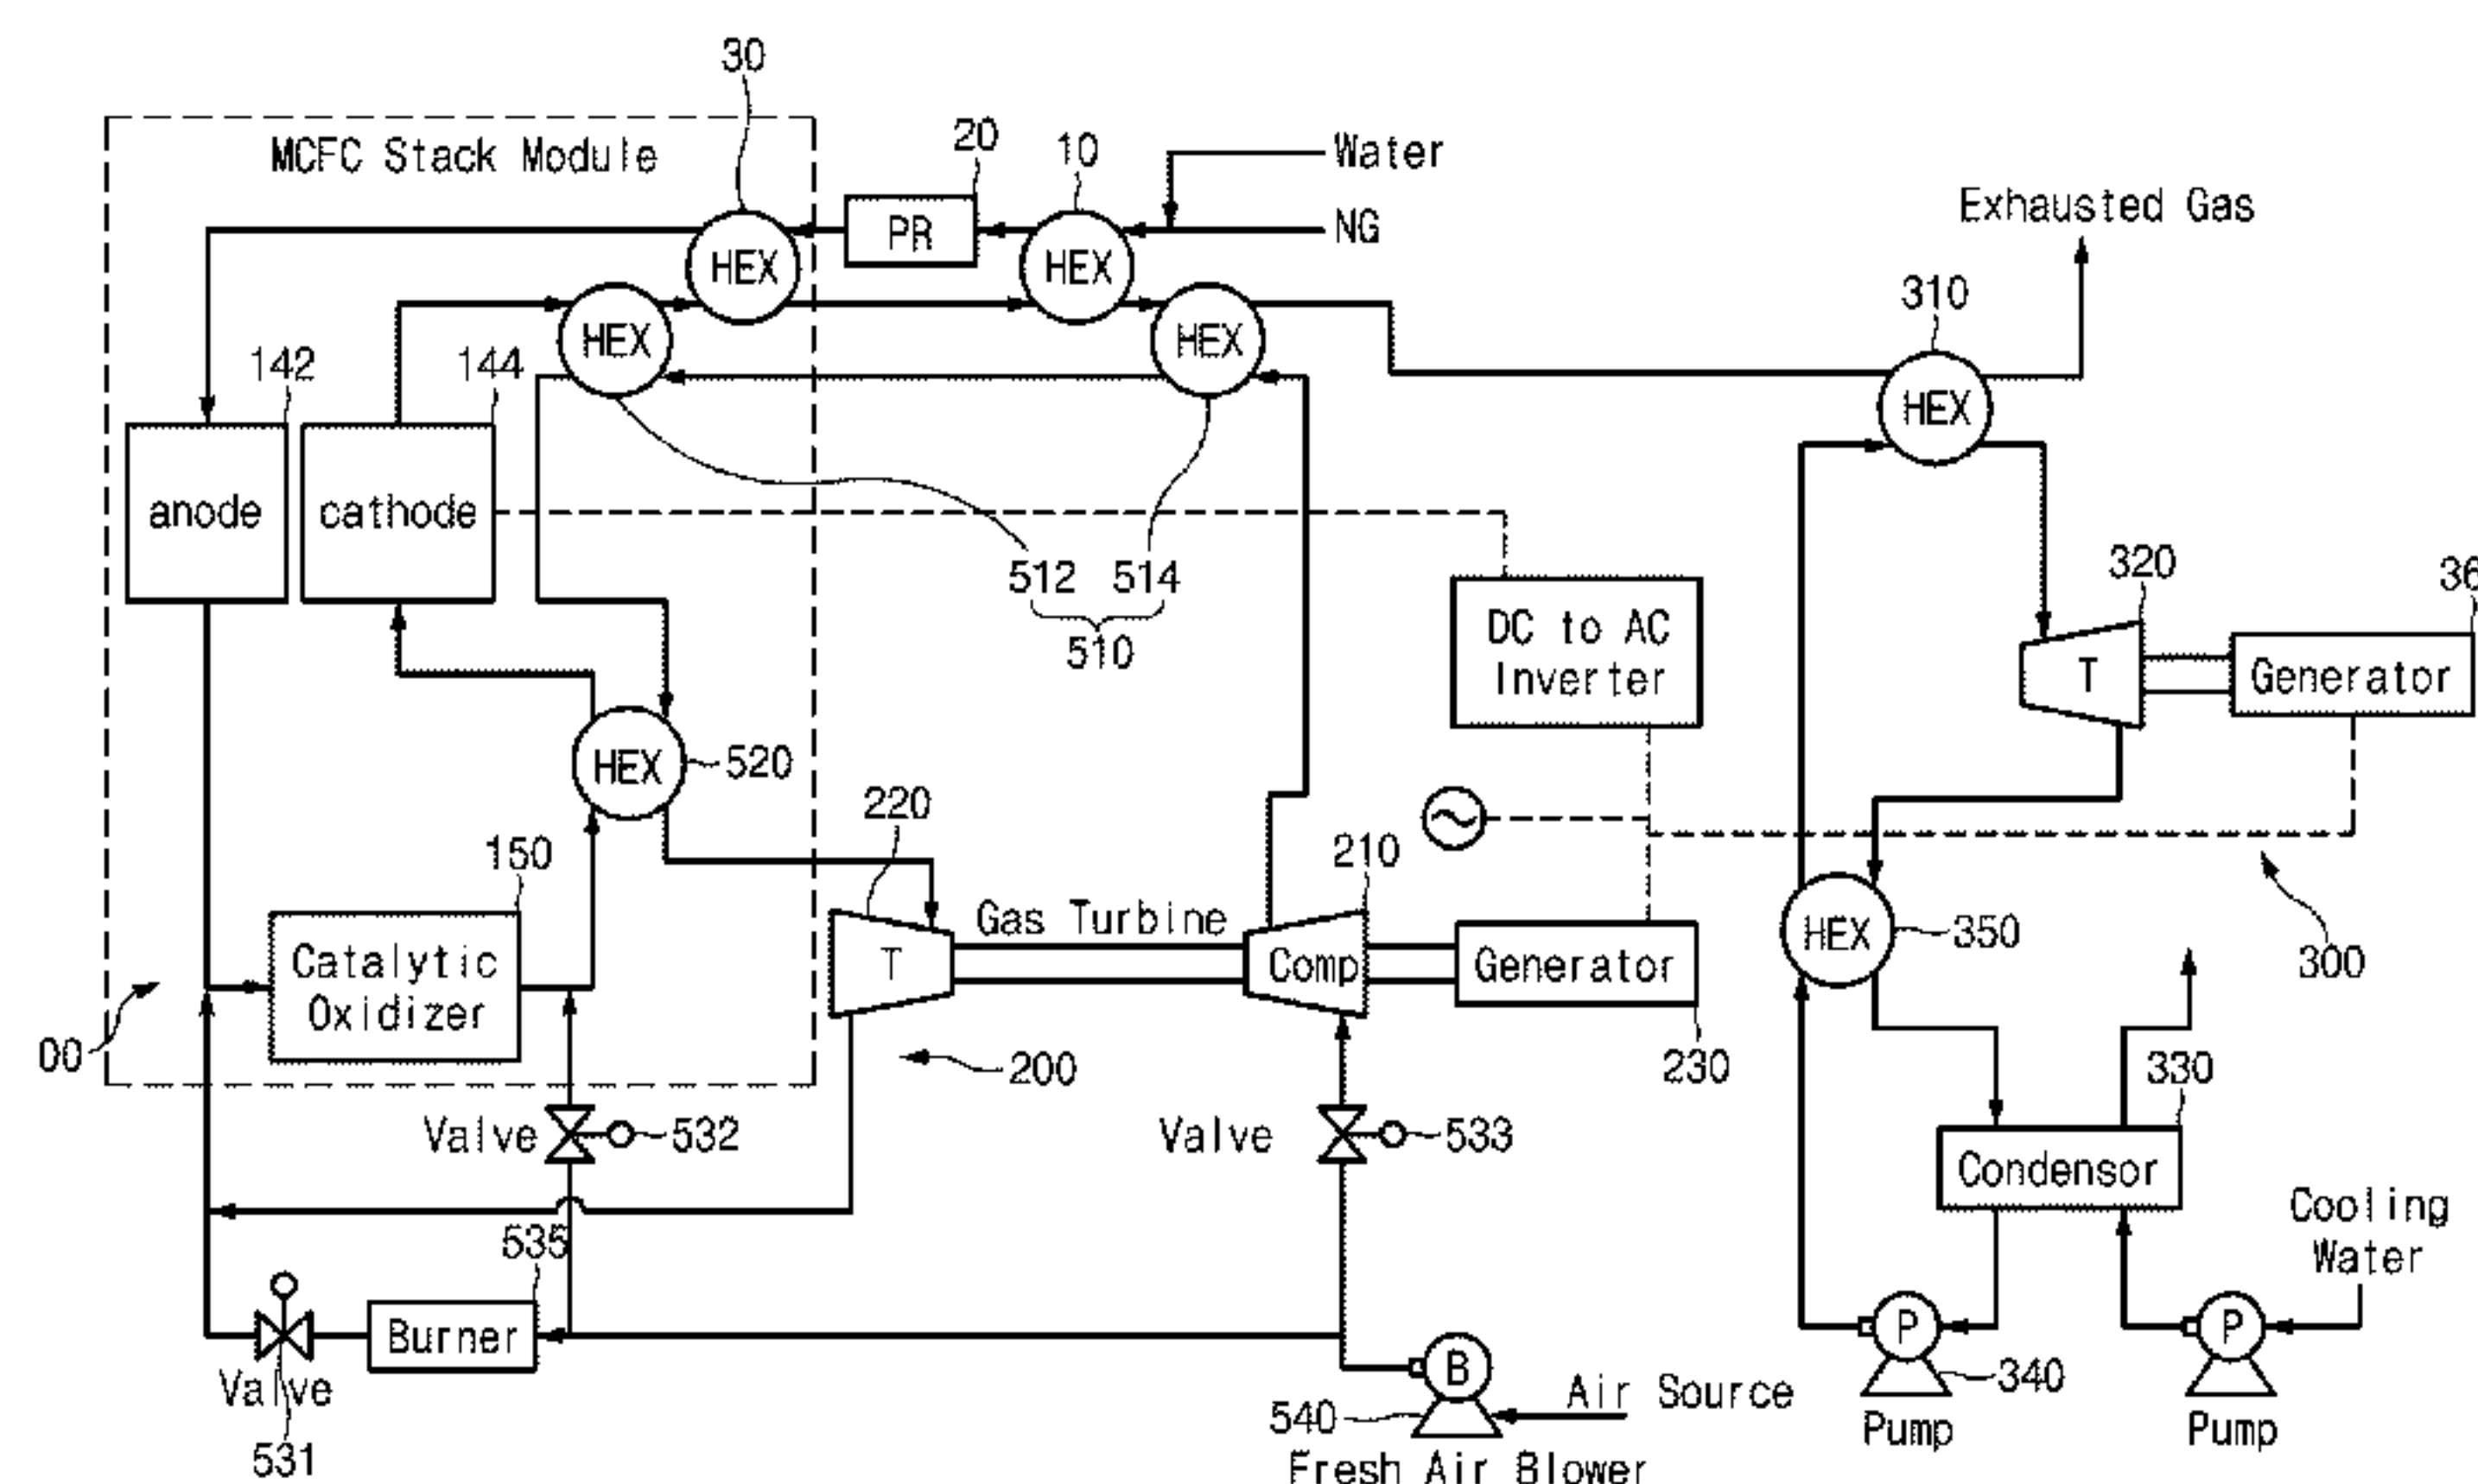 30
MCFC Stack Module
20
10
Water
NG
PR
HEX
HEX
Exhausted Gas
310
HEX
HEX
HEX
142
144
anode
cathode
512
514
510
DC to AC
Inverter
320
36
T
Generator
HEX
520
220
150
210
Gas Turbine
HEX
350
300
Catalytic
Oxidizer
T
Comp
Generator
00
200
230
330
Valve
532
Valve
533
Condensor
Cooling
Water
535
Burner
P
P
Valve
B
Air Source
340
540
Pump
Pump
531
Fresh Air Blower